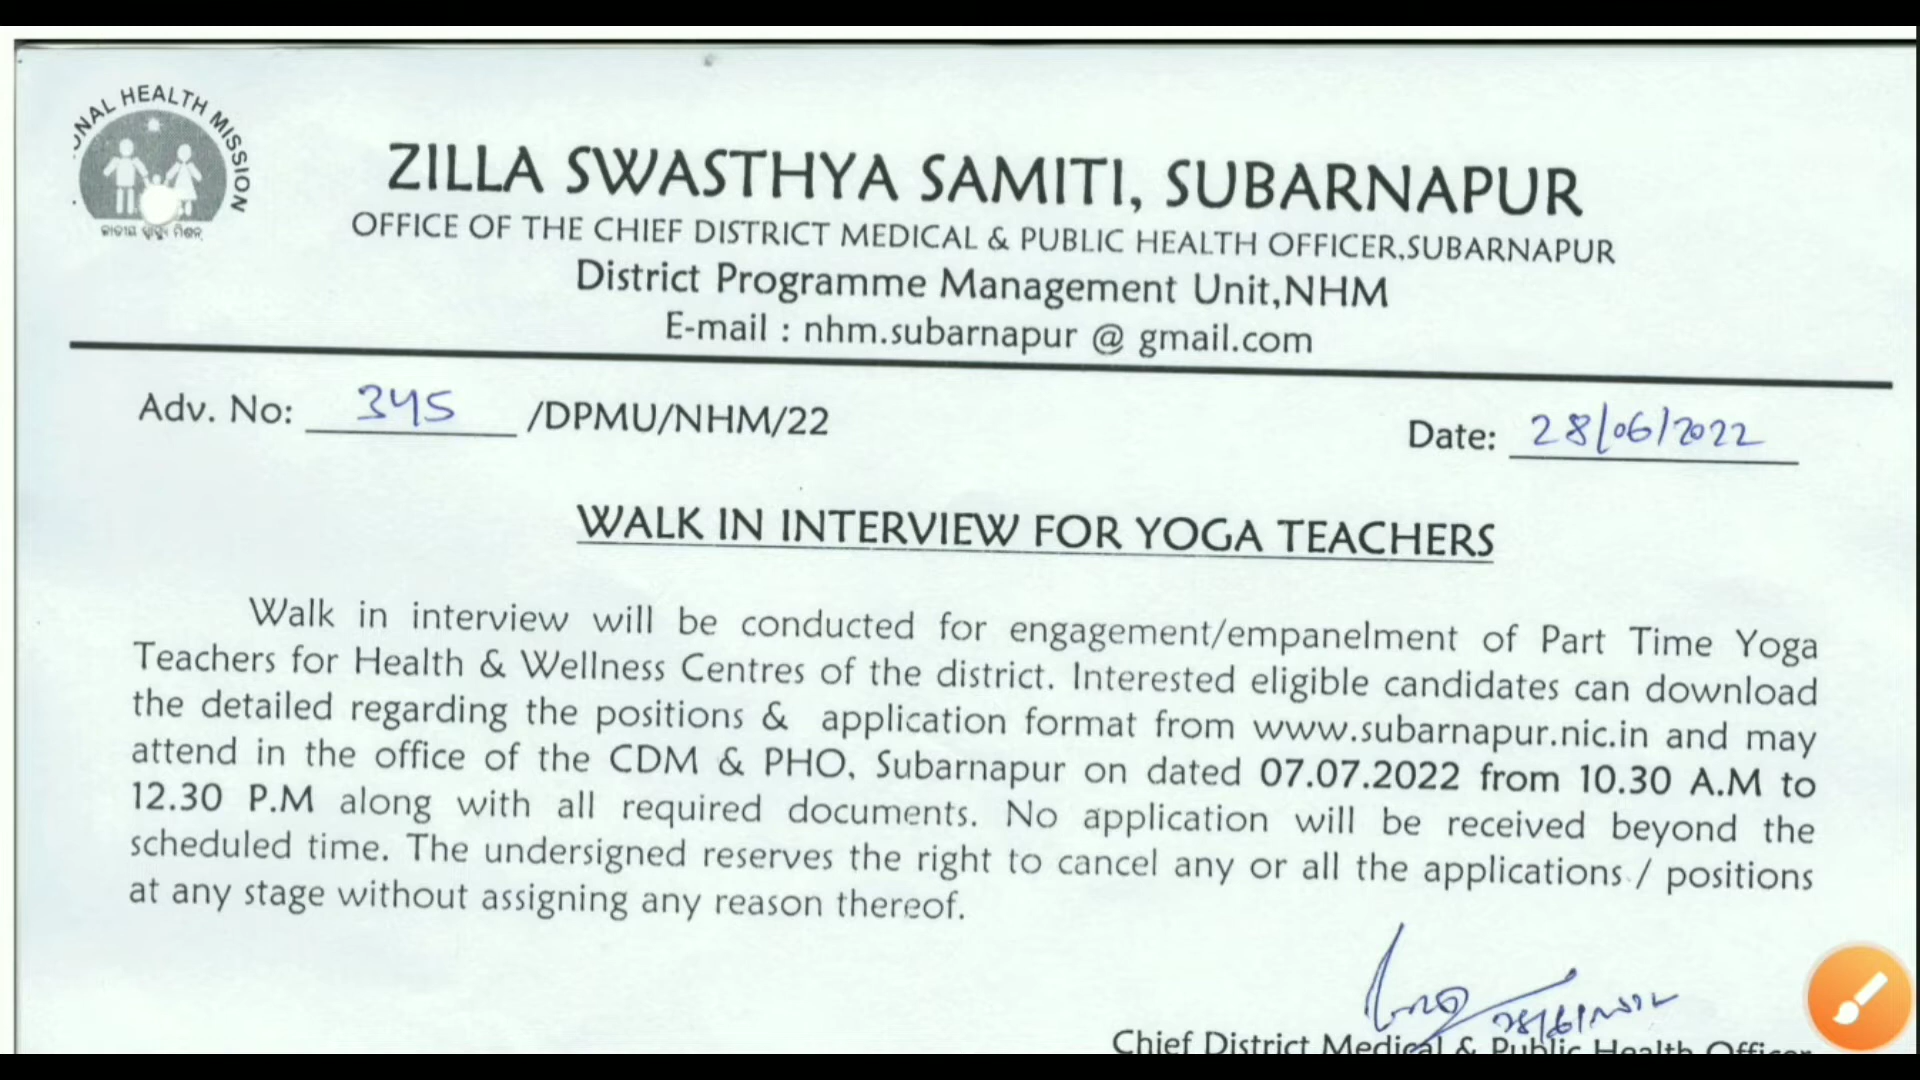 NATIONAL HEALTH MISSION
ZILLA SWASTHYA SAMITI, SUBARNAPUR
OFFICE OF THE CHIEF DISTRICT MEDICAL & PUBLIC HEALTH OFFICER,SUBARNAPUR
District Programme Management Unit,NHM
E-mail : nhm.subarnapur @ gmail.com
Adv. No: 345 /DPMU/NHM/22
Date: 28/06/2022
WALK IN INTERVIEW FOR YOGA TEACHERS
Walk in interview will be conducted for engagement/empanelment of Part Time Yoga
Teachers for Health & Wellness Centres of the district. Interested eligible candidates can download
the detailed regarding the positions & application format from www.subarnapur.nic.in and may
attend in the office of the CDM & PHO, Subarnapur on dated 07.07.2022 from 10.30 A.M to
12.30 P.M along with all required documents. No application will be received beyond the
scheduled time. The undersigned reserves the right to cancel any or all the applications / positions
at any stage without assigning any reason thereof.
Chief District Medical & Public Health Officer